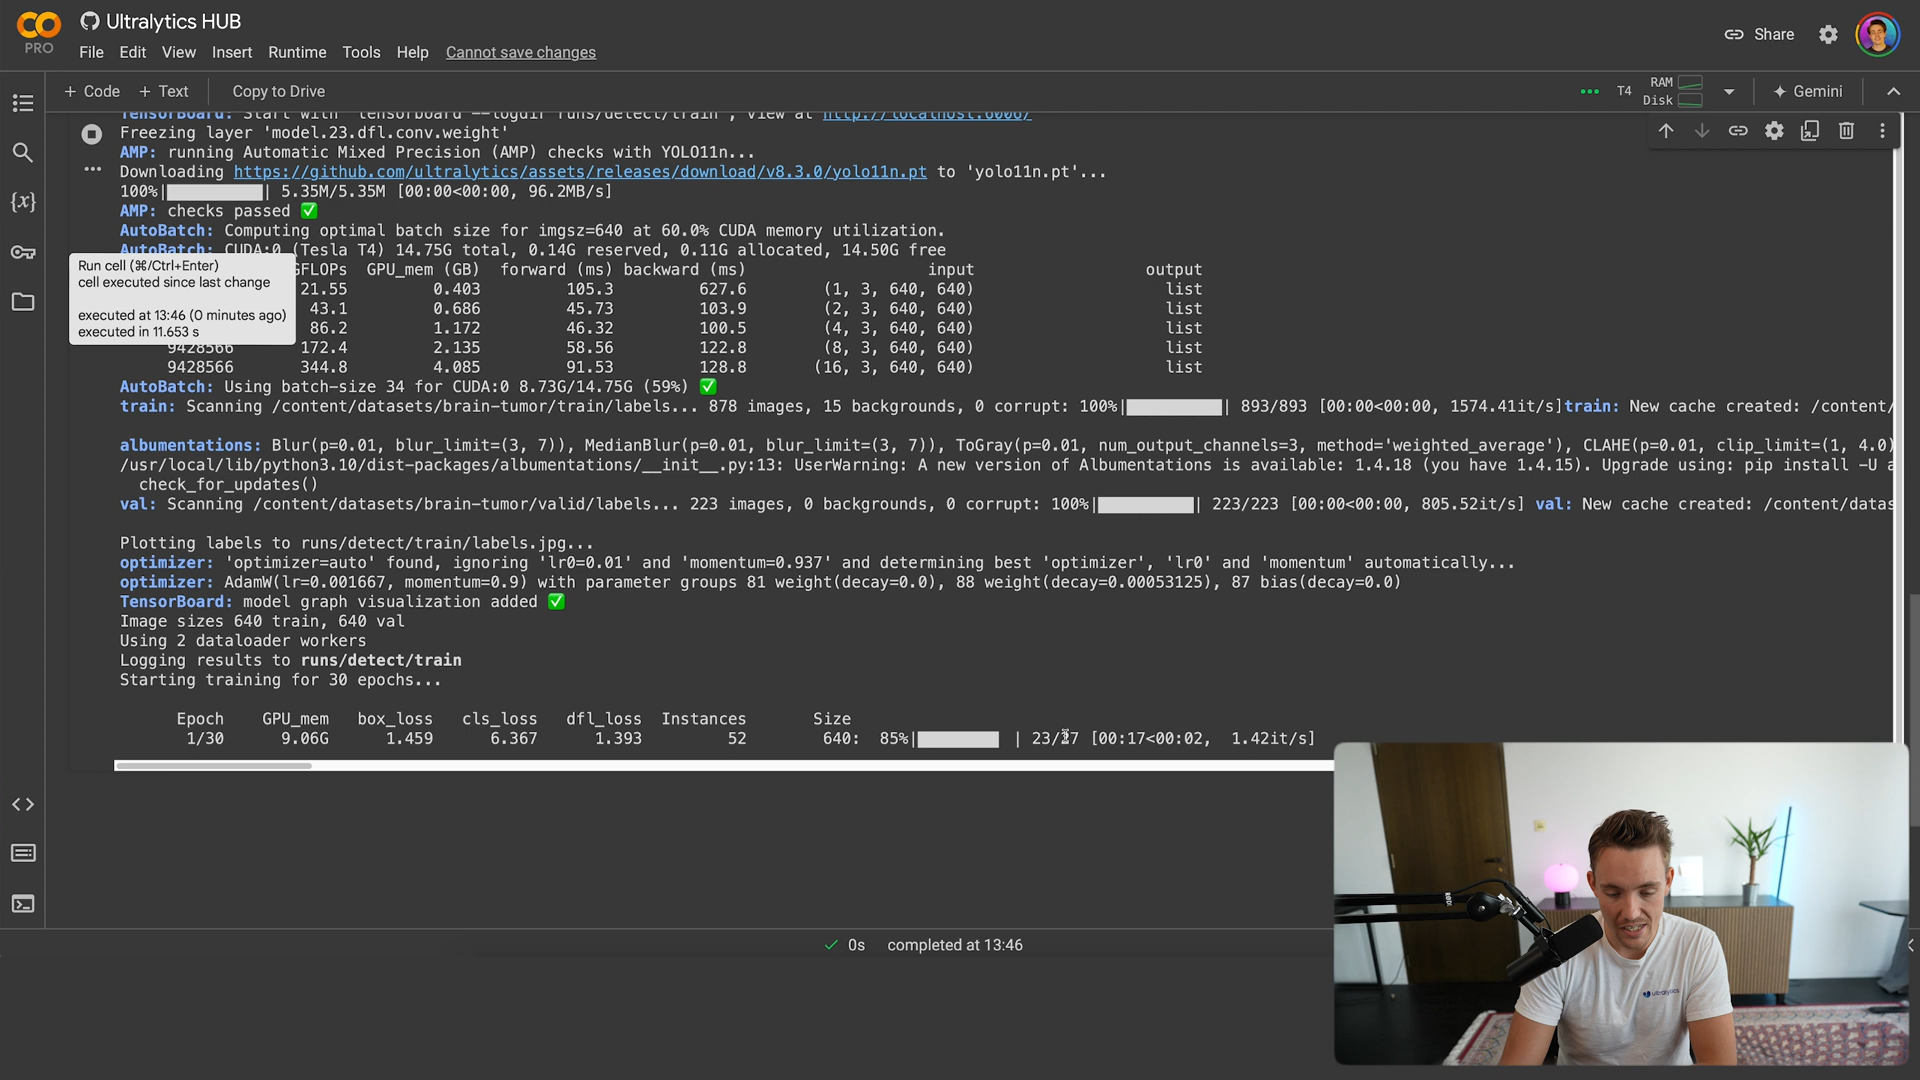 PRO
Ultralytics HUB
File Edit View Insert Runtime Tools Help Cannot save changes
Share
+ Code + Text Copy to Drive
T4 RAM Disk Gemini
TensorBoard: Start with 'tensorboard --logdir runs/detect/train', view at http://localhost:6006/
Freezing layer 'model.23.dfl.conv.weight'
AMP: running Automatic Mixed Precision (AMP) checks with YOLO11n...
Downloading https://github.com/ultralytics/assets/releases/download/v8.3.0/yolo11n.pt to 'yolo11n.pt'...
100%| | 5.35M/5.35M [00:00<00:00, 96.2MB/s]
AMP: checks passed ✅
AutoBatch: Computing optimal batch size for imgsz=640 at 60.0% CUDA memory utilization.
AutoBatch: CUDA:0 (Tesla T4) 14.75G total, 0.14G reserved, 0.11G allocated, 14.50G free
Run cell (⌘/Ctrl+Enter)
cell executed since last change
executed at 13:46 (0 minutes ago)
executed in 11.653 s
GFLOPs GPU_mem (GB) forward (ms) backward (ms) input output
21.55 0.403 105.3 627.6 (1, 3, 640, 640) list
43.1 0.686 45.73 103.9 (2, 3, 640, 640) list
86.2 1.172 46.32 100.5 (4, 3, 640, 640) list
9428566 172.4 2.135 58.56 122.8 (8, 3, 640, 640) list
9428566 344.8 4.085 91.53 128.8 (16, 3, 640, 640) list
AutoBatch: Using batch-size 34 for CUDA:0 8.73G/14.75G (59%) ✅
train: Scanning /content/datasets/brain-tumor/train/labels... 878 images, 15 backgrounds, 0 corrupt: 100%| | 893/893 [00:00<00:00, 1574.41it/s]train: New cache created: /content/
albumentations: Blur(p=0.01, blur_limit=(3, 7)), MedianBlur(p=0.01, blur_limit=(3, 7)), ToGray(p=0.01, num_output_channels=3, method='weighted_average'), CLAHE(p=0.01, clip_limit=(1, 4.0)
/usr/local/lib/python3.10/dist-packages/albumentations/__init__.py:13: UserWarning: A new version of Albumentations is available: 1.4.18 (you have 1.4.15). Upgrade using: pip install -U a
check_for_updates()
val: Scanning /content/datasets/brain-tumor/valid/labels... 223 images, 0 backgrounds, 0 corrupt: 100%| | 223/223 [00:00<00:00, 805.52it/s] val: New cache created: /content/datas
Plotting labels to runs/detect/train/labels.jpg...
optimizer: 'optimizer=auto' found, ignoring 'lr0=0.01' and 'momentum=0.937' and determining best 'optimizer', 'lr0' and 'momentum' automatically...
optimizer: AdamW(lr=0.001667, momentum=0.9) with parameter groups 81 weight(decay=0.0), 88 weight(decay=0.00053125), 87 bias(decay=0.0)
TensorBoard: model graph visualization added ✅
Image sizes 640 train, 640 val
Using 2 dataloader workers
Logging results to runs/detect/train
Starting training for 30 epochs...
Epoch GPU_mem box_loss cls_loss dfl_loss Instances Size
1/30 9.06G 1.459 6.367 1.393 52 640: 85%| | 23/27 [00:17<00:02, 1.42it/s]
0s completed at 13:46
ultralytics